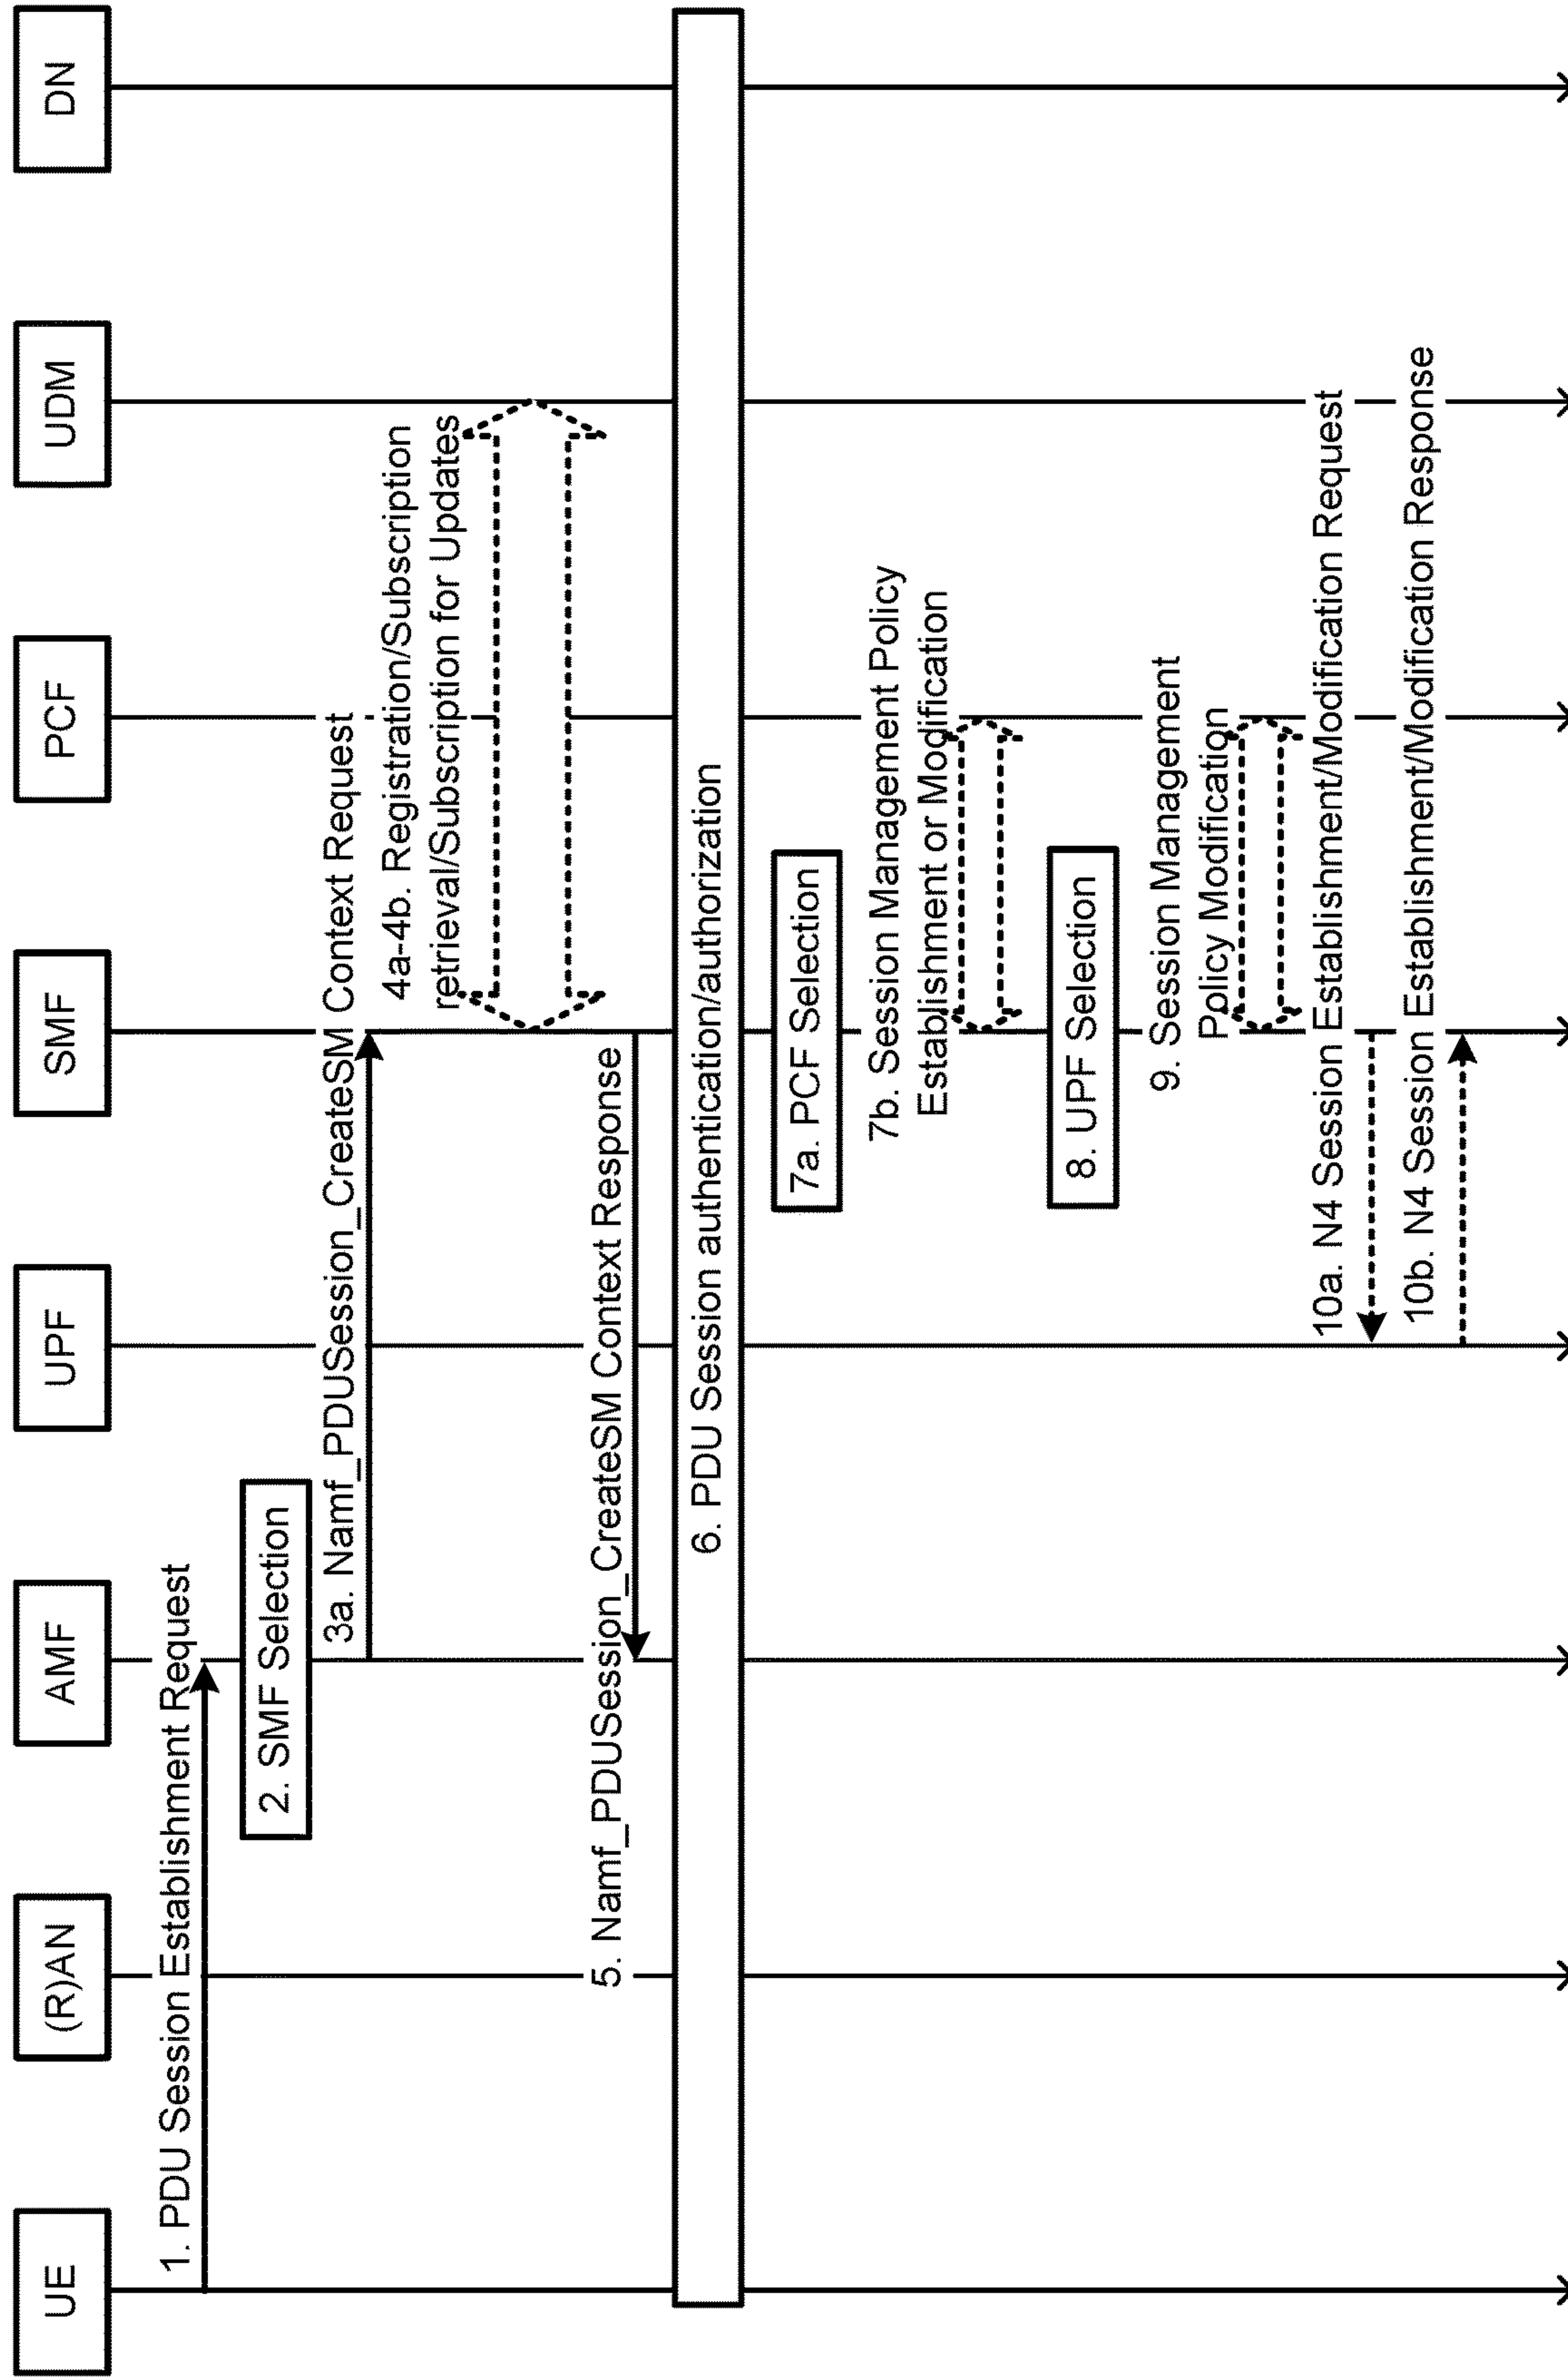 UE
(R)AN
AMF
UPF
SMF
PCF
UDM
DN
1. PDU Session Establishment Request
2. SMF Selection
3a. Namf_PDUSession_CreateSM Context Request
4a-4b. Registration/Subscription
retrieval/Subscription for Updates
5. Namf_PDUSession_CreateSM Context Response
6. PDU Session authentication/authorization
7a. PCF Selection
7b. Session Management Policy
Establishment or Modification
8. UPF Selection
9. Session Management
Policy Modification
10a. N4 Session Establishment/Modification Request
10b. N4 Session Establishment/Modification Response